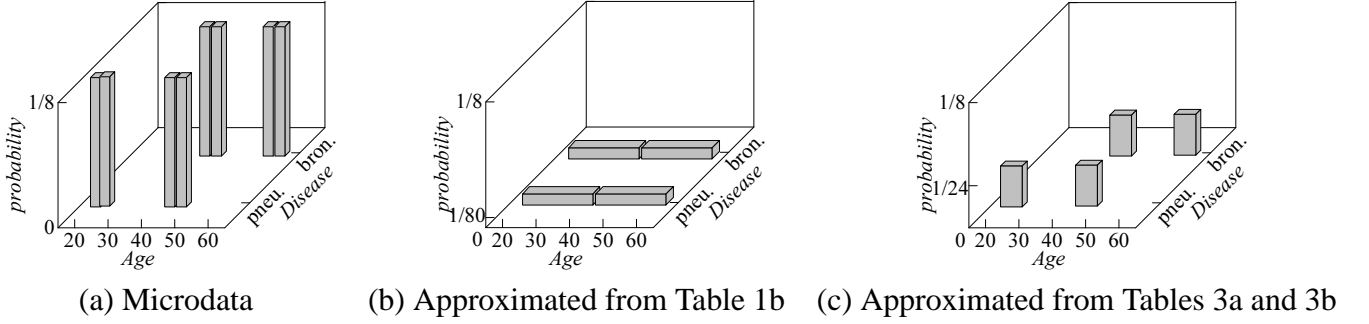 probability
1/8
0
20 30 40 50 60
Age
pneu.
bron.
Disease
(a) Microdata
probability
1/8
1/80
0
20 30 40 50 60
Age
pneu.
bron.
Disease
(b) Approximated from Table 1b
probability
1/8
1/24
0
20 30 40 50 60
Age
pneu.
bron.
Disease
(c) Approximated from Tables 3a and 3b